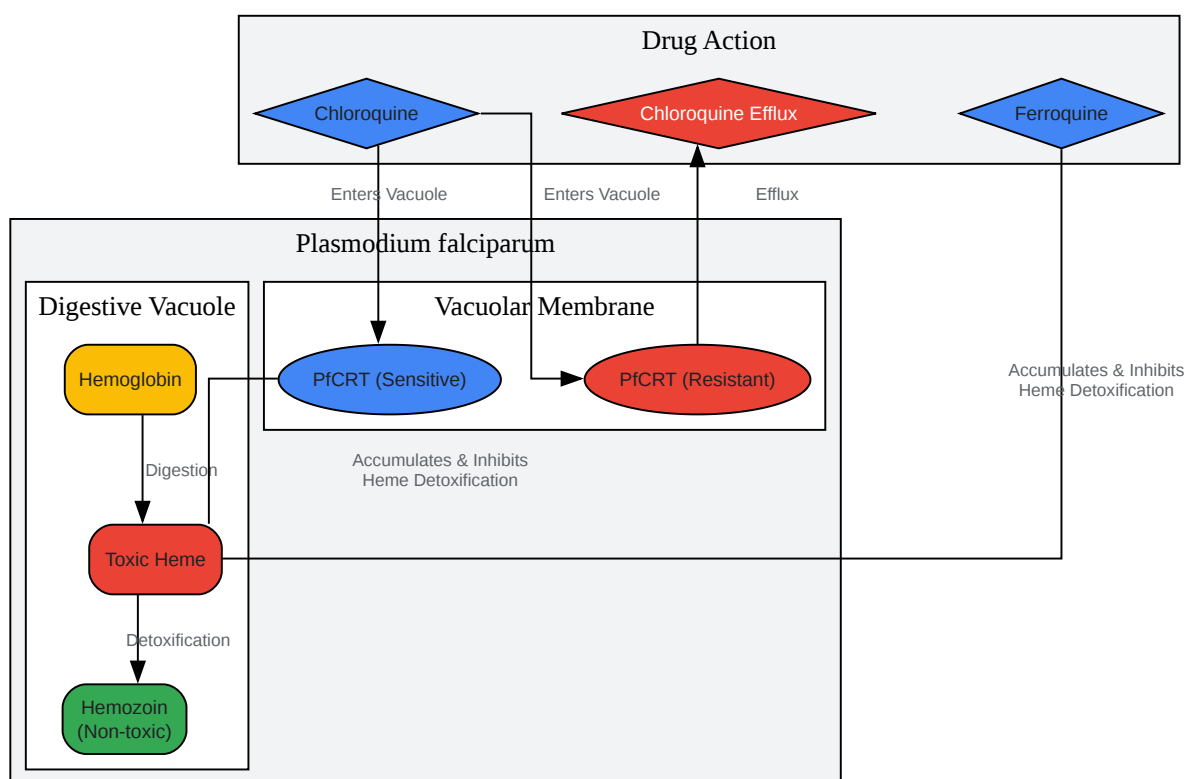 Drug Action
Chloroquine
Chloroquine Efflux
Ferroquine
Enters Vacuole
Enters Vacuole
Efflux
Plasmodium falciparum
Digestive Vacuole
Vacuolar Membrane
Hemoglobin
PfCRT (Sensitive)
PfCRT (Resistant)
Accumulates & Inhibits
Heme Detoxification
Digestion
Accumulates & Inhibits
Heme Detoxification
Toxic Heme
Detoxification
Hemozoin
(Non-toxic)